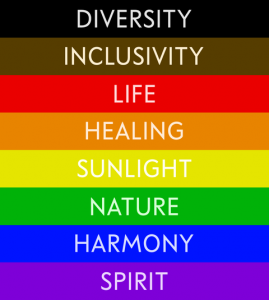 DIVERSITY
INCLUSIVITY
LIFE
HEALING
SUNLIGHT
NATURE
HARMONY
SPIRIT